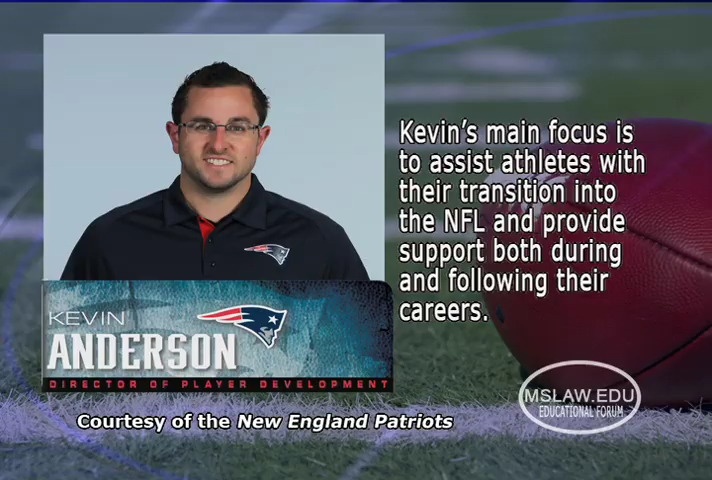 Kevin's main focus is
to assist athletes with
their transition into
the NFL and provide
support both during
and following their
careers.
KEVIN
ANDERSON
DIRECTOR OF PLAYER DEVELOPMENT
Courtesy of the New England Patriots
MSLAW.EDU
EDUCATIONAL FORUM